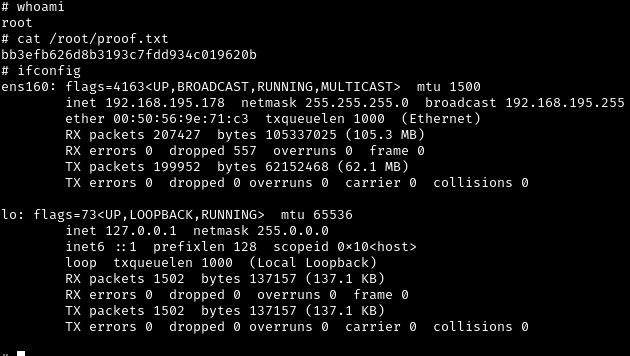 # whoami
root
# cat /root/proof.txt
bb3efb626d8b3193c7fdd934c019620b
# ifconfig
ens160: flags=4163<UP,BROADCAST,RUNNING,MULTICAST>  mtu 1500
        inet 192.168.195.178  netmask 255.255.255.0  broadcast 192.168.195.255
        ether 00:50:56:9e:71:c3  txqueuelen 1000  (Ethernet)
        RX packets 207427  bytes 105337025 (105.3 MB)
        RX errors 0  dropped 557  overruns 0  frame 0
        TX packets 199952  bytes 62152468 (62.1 MB)
        TX errors 0  dropped 0 overruns 0  carrier 0  collisions 0

lo: flags=73<UP,LOOPBACK,RUNNING>  mtu 65536
        inet 127.0.0.1  netmask 255.0.0.0
        inet6 ::1  prefixlen 128  scopeid 0x10<host>
        loop  txqueuelen 1000  (Local Loopback)
        RX packets 1502  bytes 137157 (137.1 KB)
        RX errors 0  dropped 0  overruns 0  frame 0
        TX packets 1502  bytes 137157 (137.1 KB)
        TX errors 0  dropped 0 overruns 0  carrier 0  collisions 0

#